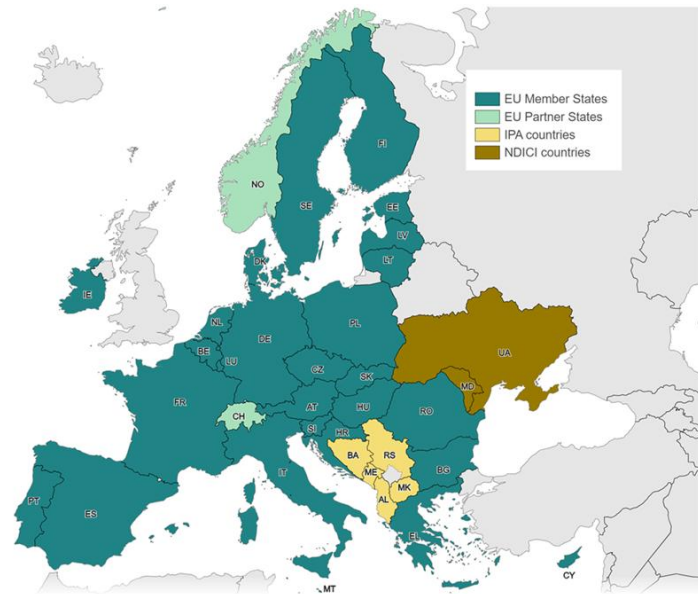 EU Member States
EU Partner States
IPA countries
NDICI countries
NO
SE
FI
EE
LV
LT
DK
IE
NL
BE
LU
DE
PL
CZ
SK
UA
MD
FR
CH
AT
HU
RO
SI
HR
BA
RS
ME
BG
IT
AL
MK
PT
ES
EL
MT
CY